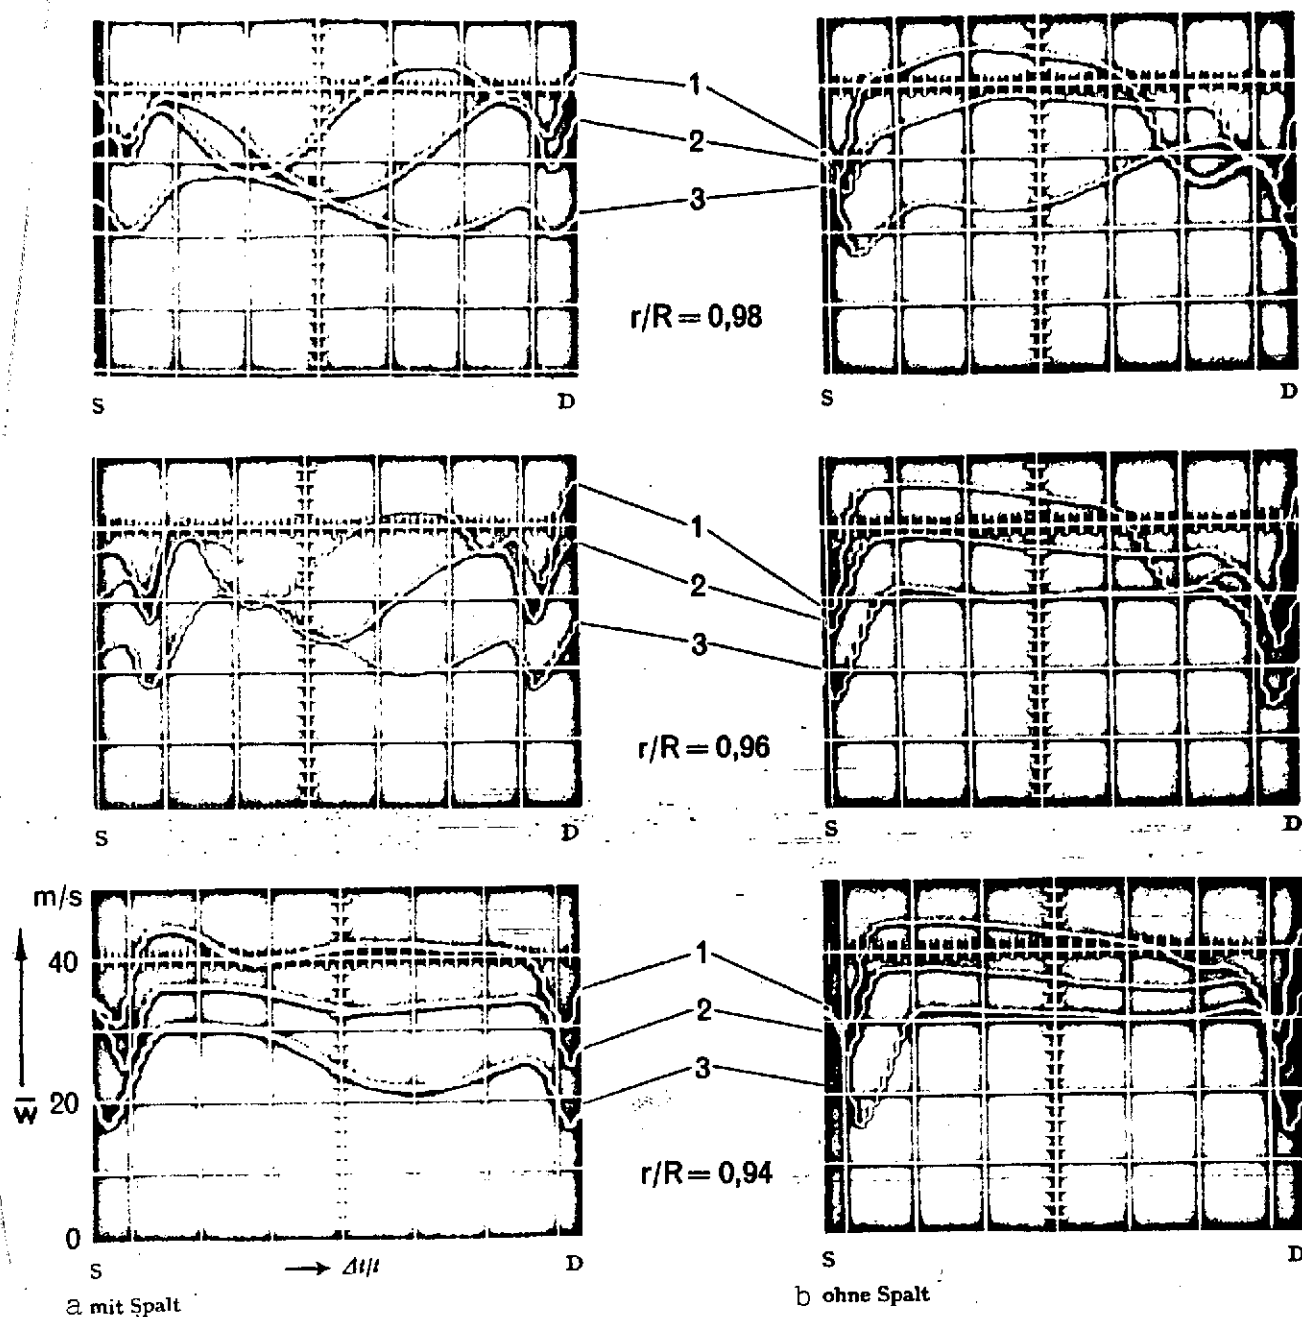 1
2
3
r/R = 0,98
S D
S D
1
2
3
r/R = 0,96
S D
S D
m/s
40
20
0
w̅
1
2
3
r/R = 0,94
S → Δt/t D
S D
a mit Spalt
b ohne Spalt